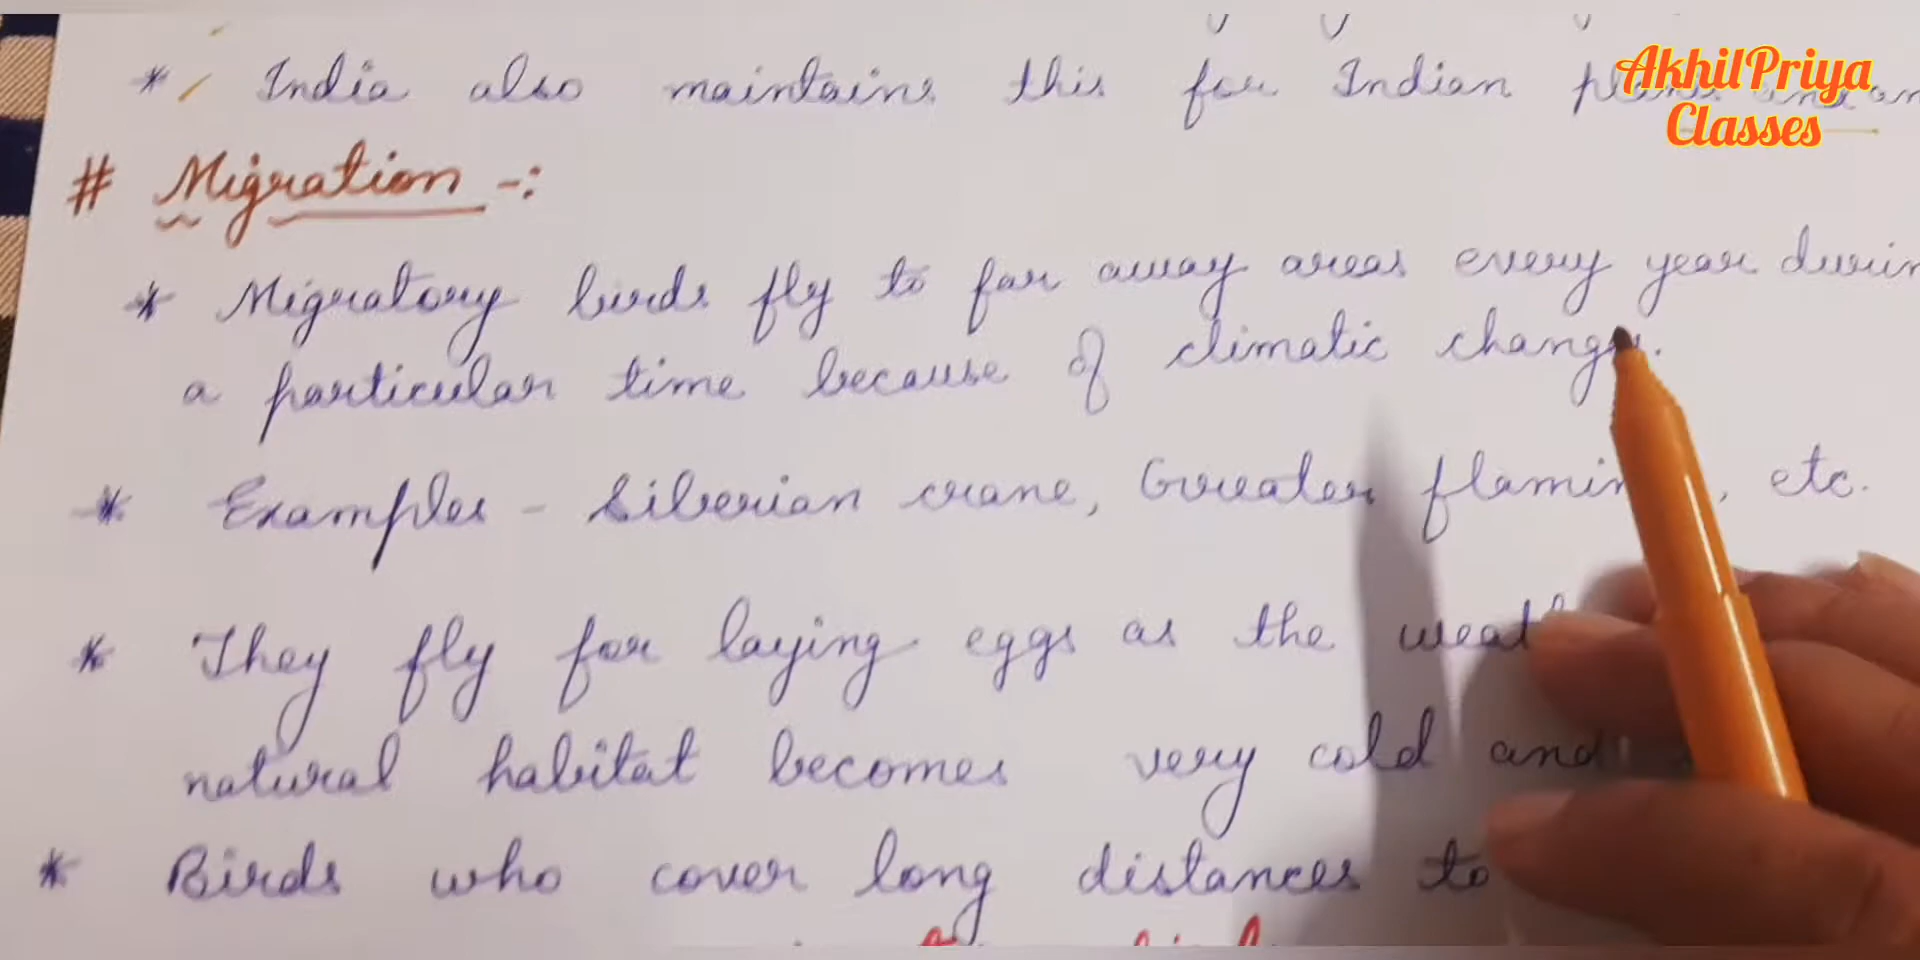 * India also maintains this for Indian
AkhilPriya
Classes
# Migration -:
* Migratory birds fly to far away areas every year durin
a particular time because of climatic change.
* Examples - Siberian crane, Greater flamin , etc.
* They fly for laying eggs as the weath
natural habitat becomes very cold and
* Birds who cover long distances to